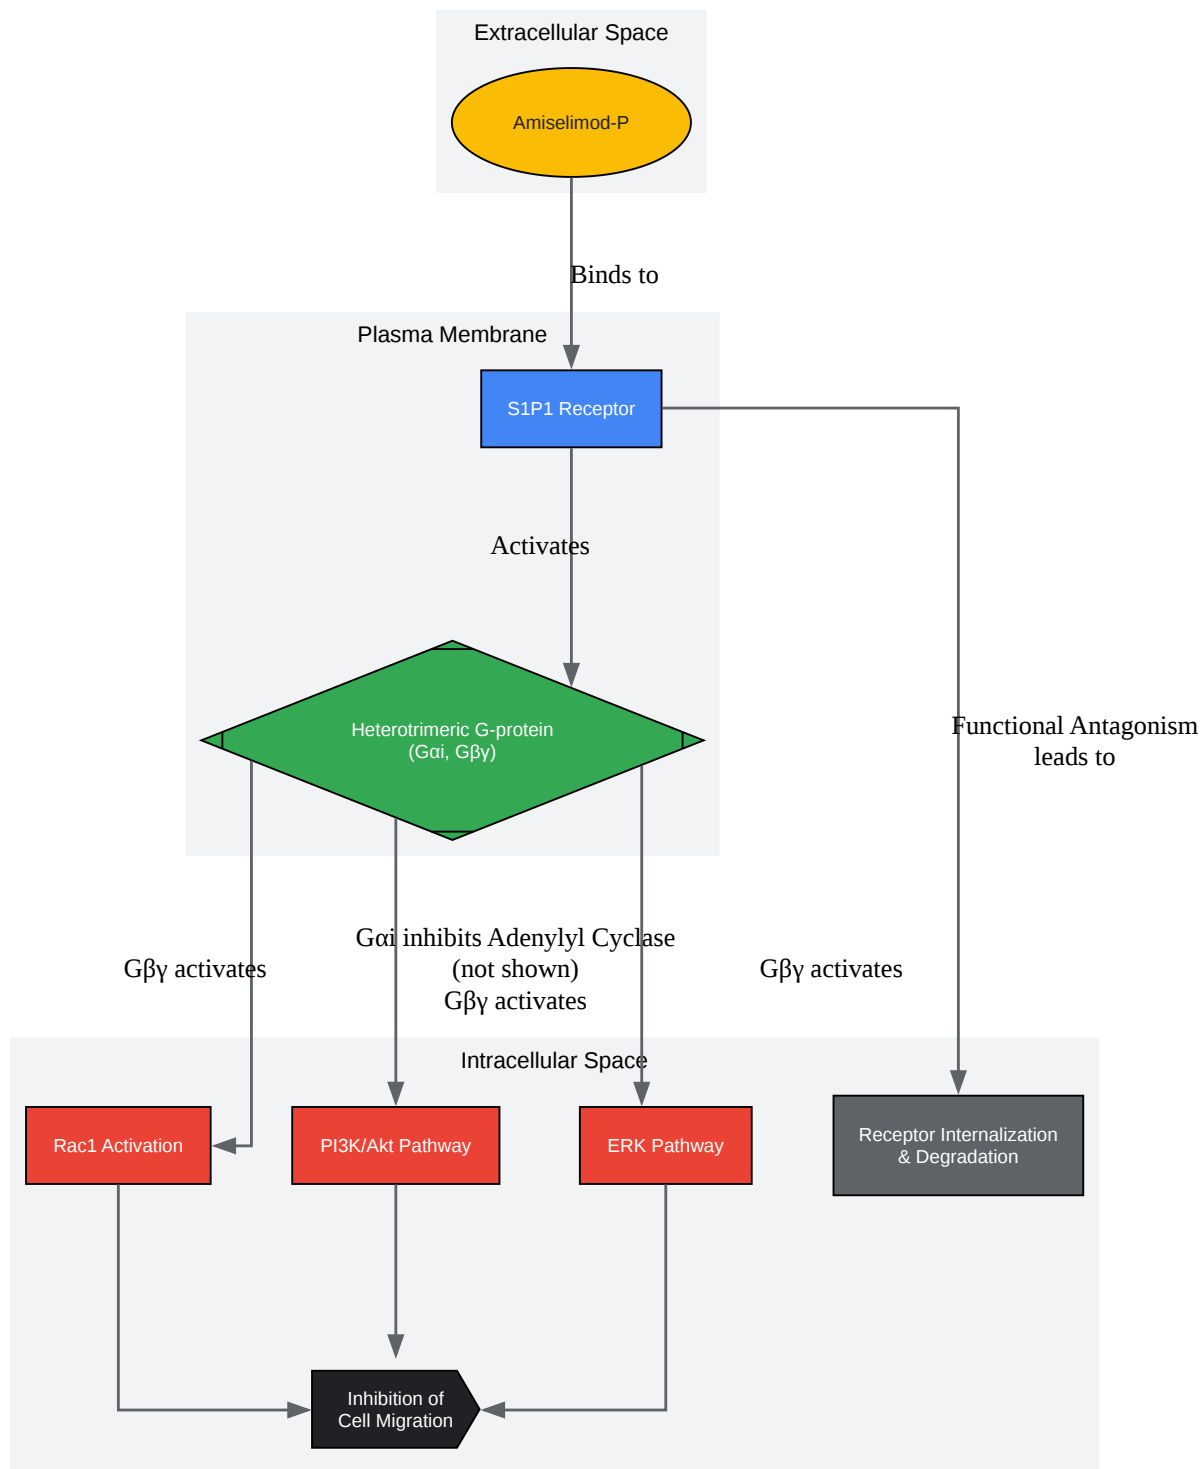 Extracellular Space
Amiselimod-P
Binds to
Plasma Membrane
S1P1 Receptor
Activates
Heterotrimeric G-protein
(Gαi, Gβγ)
Functional Antagonism
leads to
Gβγ activates
Gαi inhibits Adenylyl Cyclase
(not shown)
Gβγ activates
Gβγ activates
Intracellular Space
Rac1 Activation
PI3K/Akt Pathway
ERK Pathway
Receptor Internalization
& Degradation
Inhibition of
Cell Migration